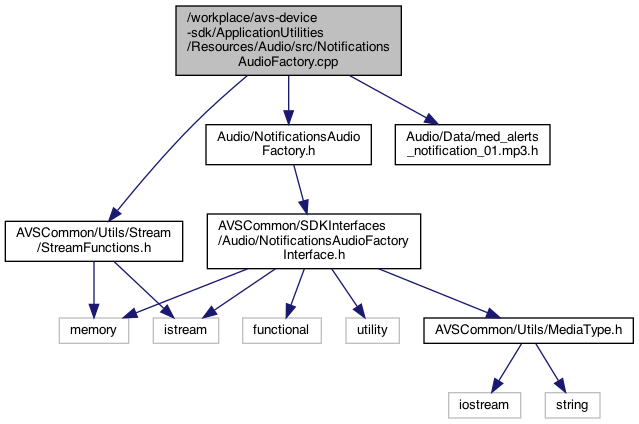 /workplace/avs-device
-sdk/ApplicationUtilities
/Resources/Audio/src/Notifications
AudioFactory.cpp
Audio/NotificationsAudio
Factory.h
Audio/Data/med_alerts
_notification_01.mp3.h
AVSCommon/Utils/Stream
/StreamFunctions.h
AVSCommon/SDKInterfaces
/Audio/NotificationsAudioFactory
Interface.h
memory
istream
functional
utility
AVSCommon/Utils/MediaType.h
iostream
string